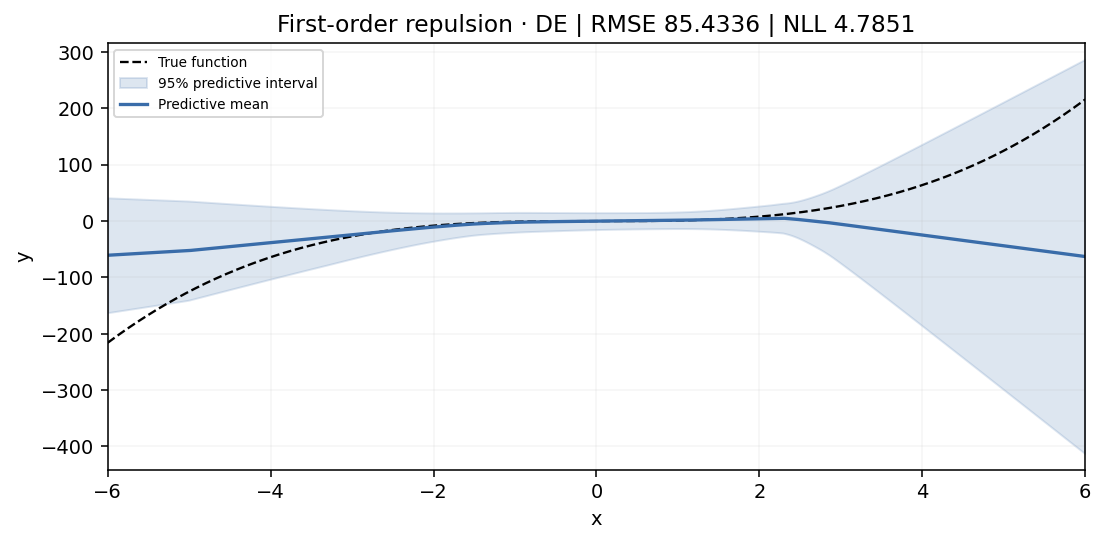 First-order repulsion · DE | RMSE 85.4336 | NLL 4.7851
True function
95% predictive interval
Predictive mean
300
200
100
0
−100
−200
−300
−400
y
−6
−4
−2
0
2
4
6
x